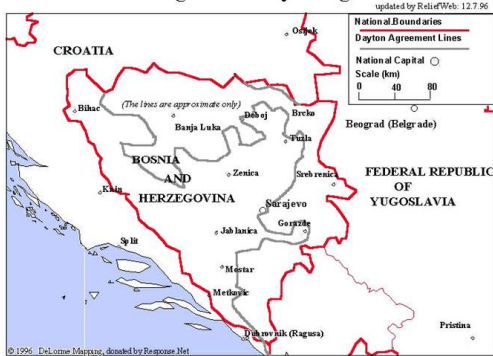 updated by ReliefWeb: 12.7.96
National Boundaries
Dayton Agreement Lines
National Capital
Scale (km)
0 40 80
Osijek
CROATIA
(The lines are approximate only)
Bihac
Banja Luka
Doboj
Brcko
Beograd (Belgrade)
Tuzla
BOSNIA
AND
HERZEGOVINA
Zenica
Srebrenica
FEDERAL REPUBLIC
OF
YUGOSLAVIA
Knin
Sarajevo
Gorazde
Jablanica
Split
Mostar
Metkovic
Pristina
Dubrovnik (Ragusa)
© 1996 DeLorme Mapping, donated by Response Net